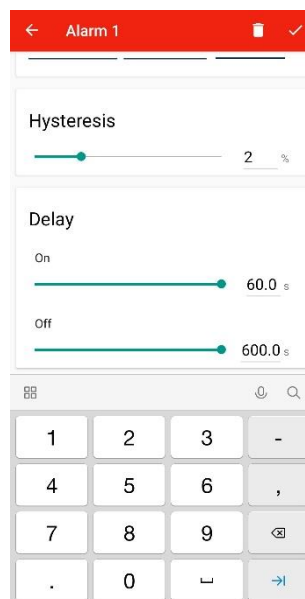 Alarm 1
Hysteresis
2 %
Delay
On
60.0 s
Off
600.0 s
1 2 3 -
4 5 6 ,
7 8 9
. 0